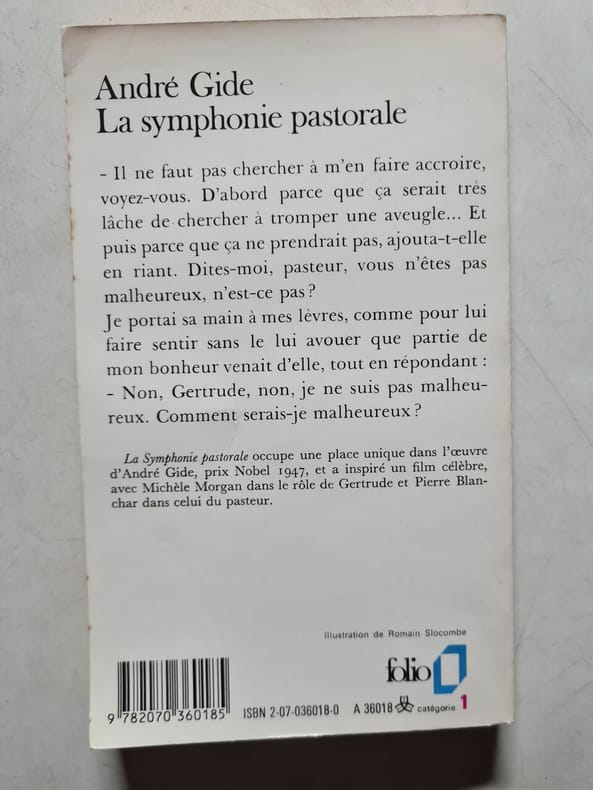 André Gide
La symphonie pastorale
- Il ne faut pas chercher à m'en faire accroire,
voyez-vous. D'abord parce que ça serait très
lâche de chercher à tromper une aveugle... Et
puis parce que ça ne prendrait pas, ajouta-t-elle
en riant. Dites-moi, pasteur, vous n'êtes pas
malheureux, n'est-ce pas ?
Je portai sa main à mes lèvres, comme pour lui
faire sentir sans le lui avouer que partie de
mon bonheur venait d'elle, tout en répondant :
- Non, Gertrude, non, je ne suis pas malheu-
reux. Comment serais-je malheureux ?
La Symphonie pastorale occupe une place unique dans l'œuvre
d'André Gide, prix Nobel 1947, et a inspiré un film célèbre,
avec Michèle Morgan dans le rôle de Gertrude et Pierre Blan-
char dans celui du pasteur.
Illustration de Romain Slocombe
folio
9 782070 360185
ISBN 2-07-036018-0 A 36018 catégorie 1